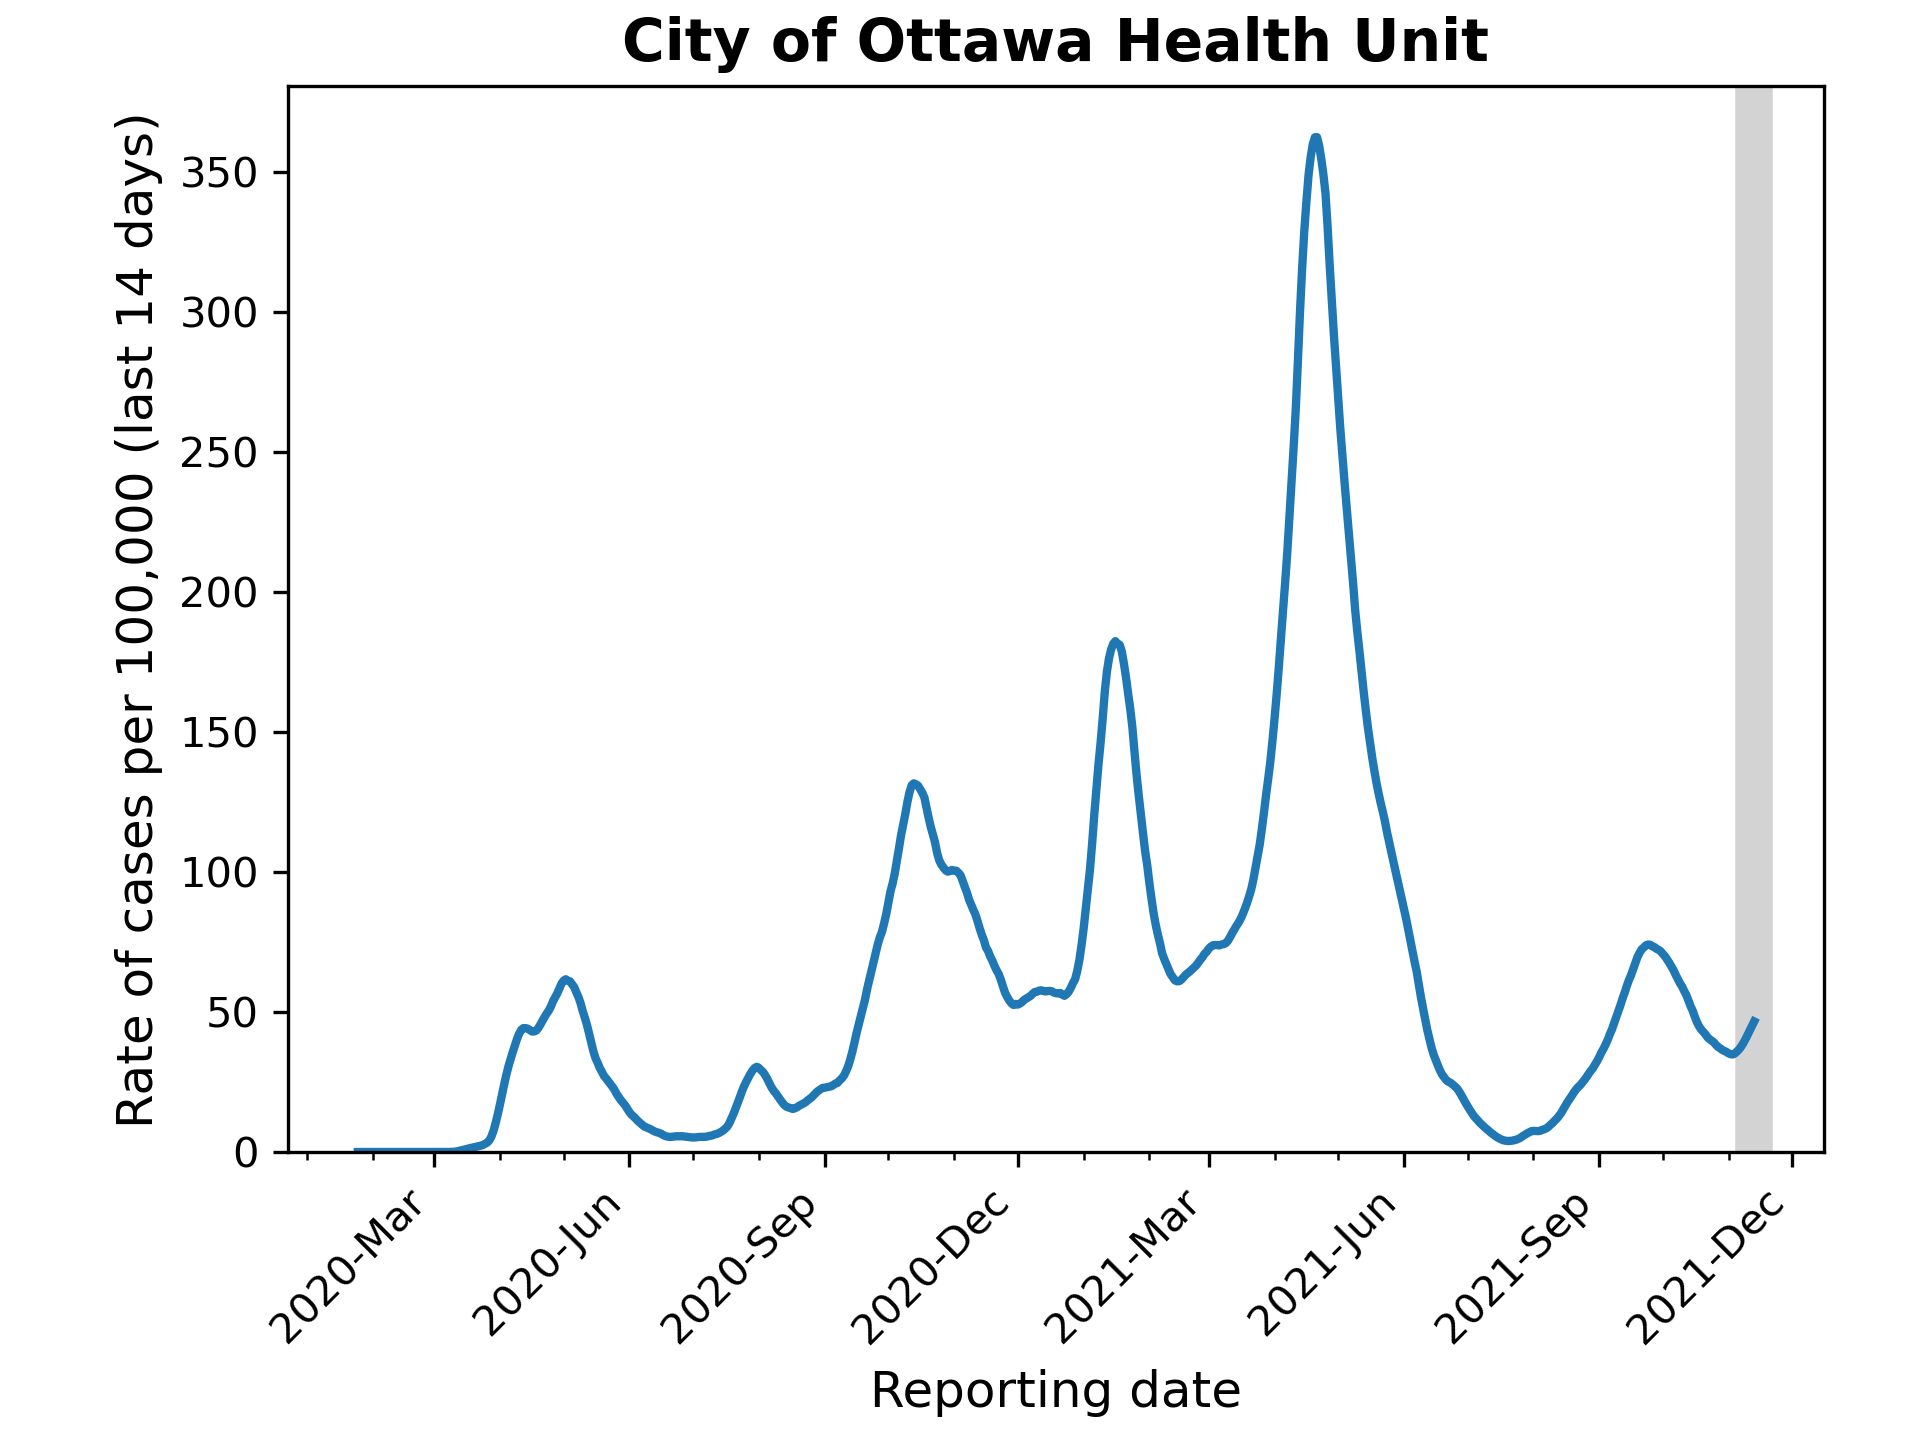 City of Ottawa Health Unit
Rate of cases per 100,000 (last 14 days)
350
300
250
200
150
100
50
0
2020-Mar
2020-Jun
2020-Sep
2020-Dec
2021-Mar
2021-Jun
2021-Sep
2021-Dec
Reporting date